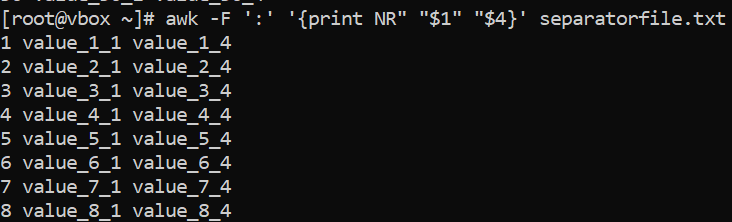 [root@vbox ~]# awk -F ':' '{print NR" "$1" "$4}' separatorfile.txt
1 value_1_1 value_1_4
2 value_2_1 value_2_4
3 value_3_1 value_3_4
4 value_4_1 value_4_4
5 value_5_1 value_5_4
6 value_6_1 value_6_4
7 value_7_1 value_7_4
8 value_8_1 value_8_4